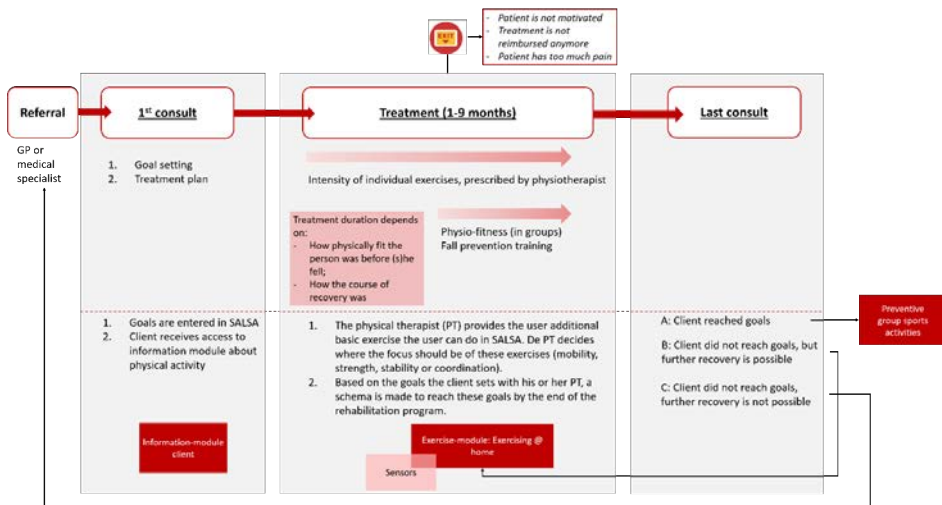 EXIT
- Patient is not motivated
- Treatment is not
reimbursed anymore
- Patient has too much pain
Referral
GP or
medical
specialist
1st consult
1. Goal setting
2. Treatment plan
Treatment (1-9 months)
Intensity of individual exercises, prescribed by physiotherapist
Treatment duration depends
on:
- How physically fit the
person was before (s)he
fell;
- How the course of
recovery was
Physio-fitness (in groups)
Fall prevention training
Last consult
1. Goals are entered in SALSA
2. Client receives access to
information module about
physical activity
Information-module
client
1. The physical therapist (PT) provides the user additional
basic exercise the user can do in SALSA. De PT decides
where the focus should be of these exercises (mobility,
strength, stability or coordination).
2. Based on the goals the client sets with his or her PT, a
schema is made to reach these goals by the end of the
rehabilitation program.
Exercise-module: Exercising @
home
Sensors
A: Client reached goals
B: Client did not reach goals, but
further recovery is possible
C: Client did not reach goals,
further recovery is not possible
Preventive
group sports
activities